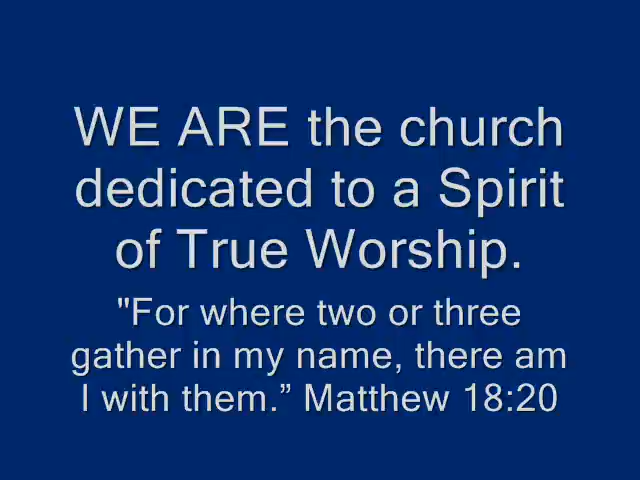 WE ARE the church
dedicated to a Spirit
of True Worship.
"For where two or three
gather in my name, there am
I with them.” Matthew 18:20